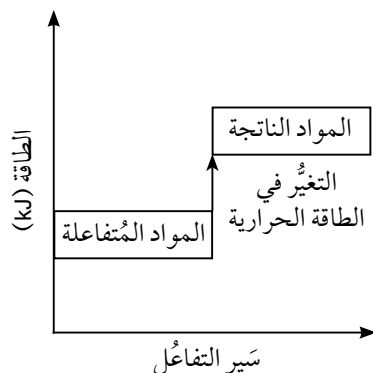 الطاقة (kJ)
المواد الناتجة
التغيُّر في
الطاقة الحرارية
المواد المُتفاعلة
سَير التفاعُل